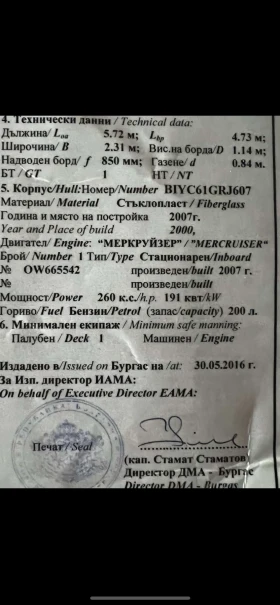 4. Технически данни / Technical data:
Дължина/ Loa 5.72 м; Lbp 4.73 м;
Широчина/ B 2.31 м; Вис.на борда/D 1.14 м;
Надводен борд/ f 850 мм; Газене/ d 0.84 м.
БТ / GT 1 НТ / NT
5. Корпус/Hull:Номер/Number BIYC61GRJ607
Материал/ Material Стъклопласт / Fiberglass
Година и място на постройка 2007г.
Year and Place of build 2000,
Двигател/ Engine: "МЕРКРУЙЗЕР" /"MERCRUISER"
Брой/ Number 1 Тип/Type Стационарен/Inboard
№ OW665542 произведен/built 2007 г.
№ произведен/built
Мощност/Power 260 к.с./h.p. 191 квт/kW
Гориво/Fuel Бензин/Petrol (запас/capacity) 200 л.
6. Минимален екипаж / Minimum safe manning:
Палубен / Deck 1 Машинен / Engine
Издадено в/Issued on Бургас на /at: 30.05.2016 г.
За Изп. директор ИАМА:
On behalf of Executive Director EAMA:
Печат / Seal
(кап. Стамат Стаматов)
Директор ДМА - Бургас
Director DMA - Burgas